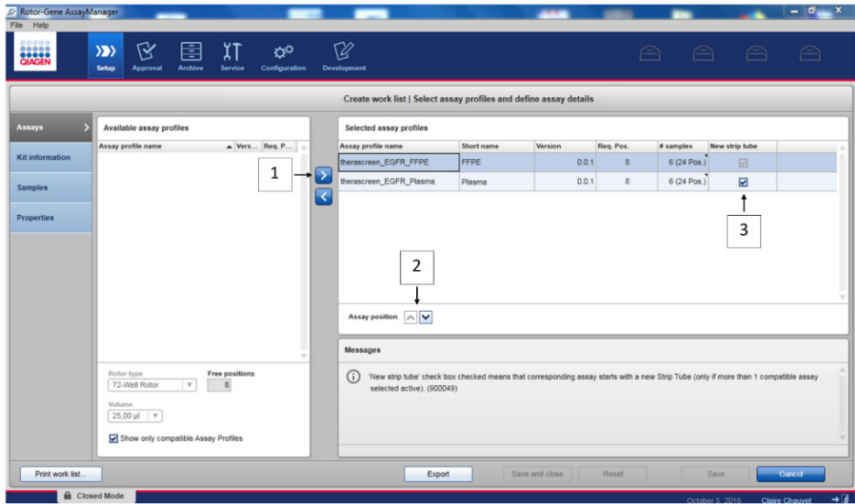 Rotor-Gene AssayManager
File Help
QIAGEN
Setup Approval Archive Service Configuration Development
Create work list | Select assay profiles and define assay details
Assays
Kit information
Samples
Properties
Available assay profiles
Assay profile name Vers... Req. P...
1
Selected assay profiles
Assay profile name Short name Version Req. Pos. # samples New strip tube
therascreen_EGFR_FFPE FFPE 0.0.1 8 6 (24 Pos.)
therascreen_EGFR_Plasma Plasma 0.0.1 8 6 (24 Pos.)
3
2
Assay position
Rotor type Free positions
72-Well Rotor 8
Volume
25,00 µl
Show only compatible Assay Profiles
Messages
'New strip tube' check box checked means that corresponding assay starts with a new Strip Tube (only if more than 1 compatible assay
selected active). (900049)
Print work list... Export Save and close Reset Save Cancel
Closed Mode October 5, 2018 Claire Chauvet